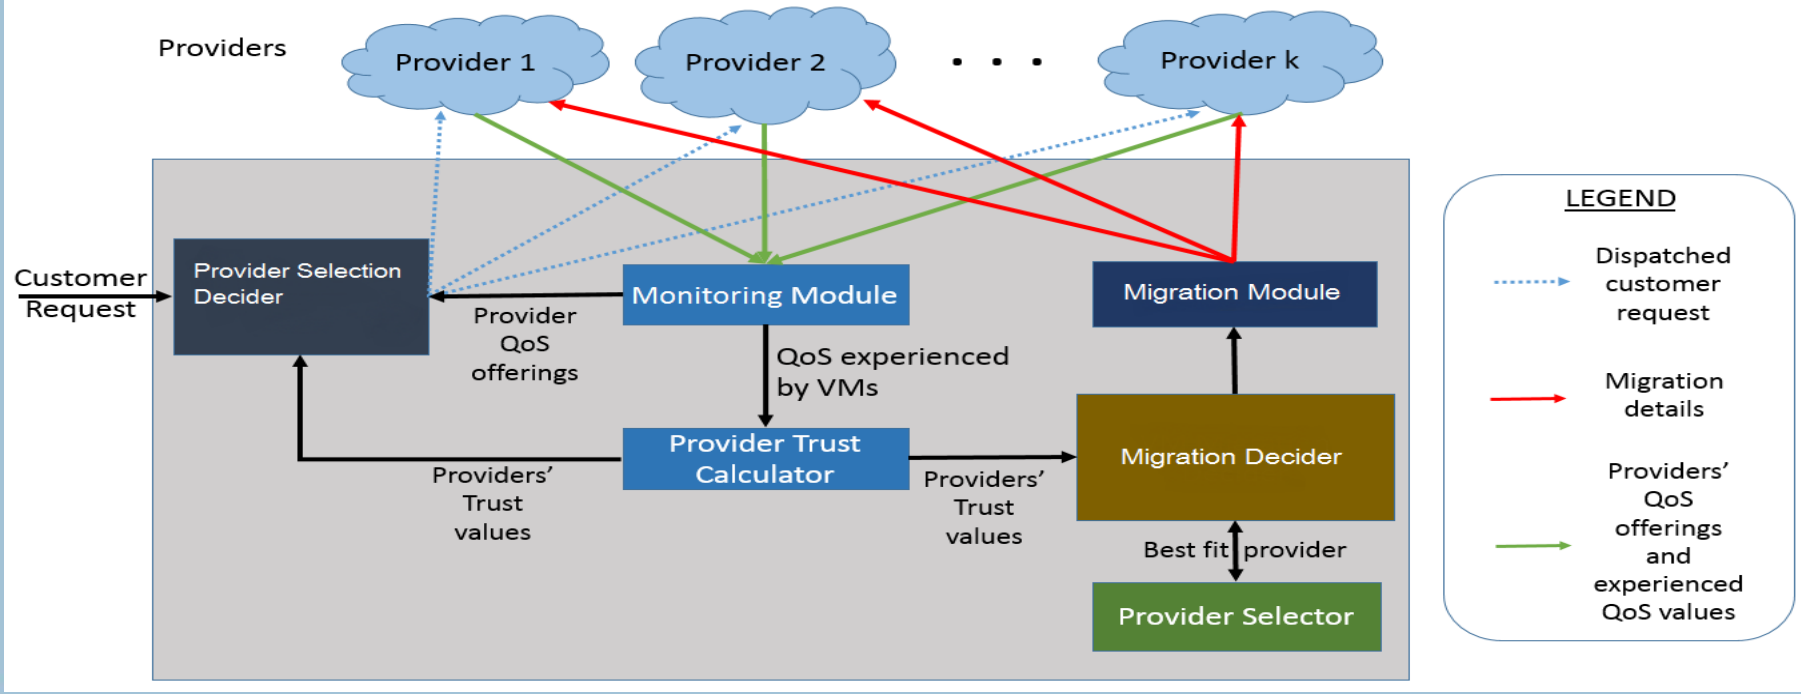 Providers
Provider 1
Provider 2
. . .
Provider k
Customer
Request
Provider Selection
Decider
Provider
QoS
offerings
Monitoring Module
QoS experienced
by VMs
Migration Module
Providers’
Trust
values
Provider Trust
Calculator
Providers’
Trust
values
Migration Decider
Best fit provider
Provider Selector
LEGEND
Dispatched
customer
request
Migration
details
Providers’
QoS
offerings
and
experienced
QoS values